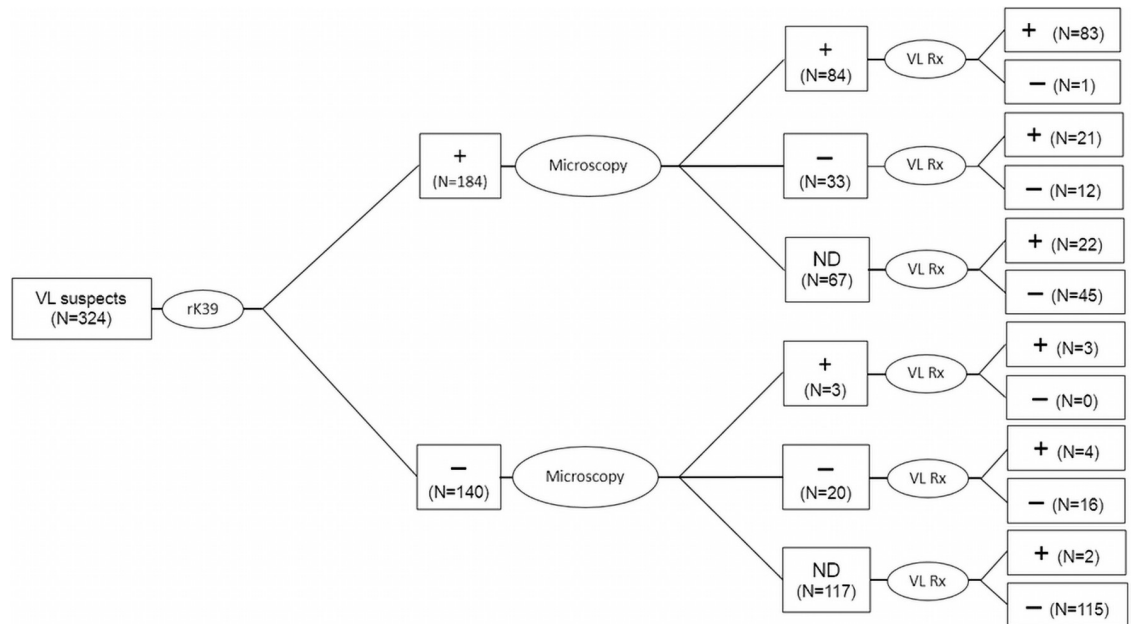 VL suspects
(N=324)
rK39
+
(N=184)
Microscopy
+
(N=84)
VL Rx
+ (N=83)
− (N=1)
−
(N=33)
VL Rx
+ (N=21)
− (N=12)
ND
(N=67)
VL Rx
+ (N=22)
− (N=45)
−
(N=140)
Microscopy
+
(N=3)
VL Rx
+ (N=3)
− (N=0)
−
(N=20)
VL Rx
+ (N=4)
− (N=16)
ND
(N=117)
VL Rx
+ (N=2)
− (N=115)